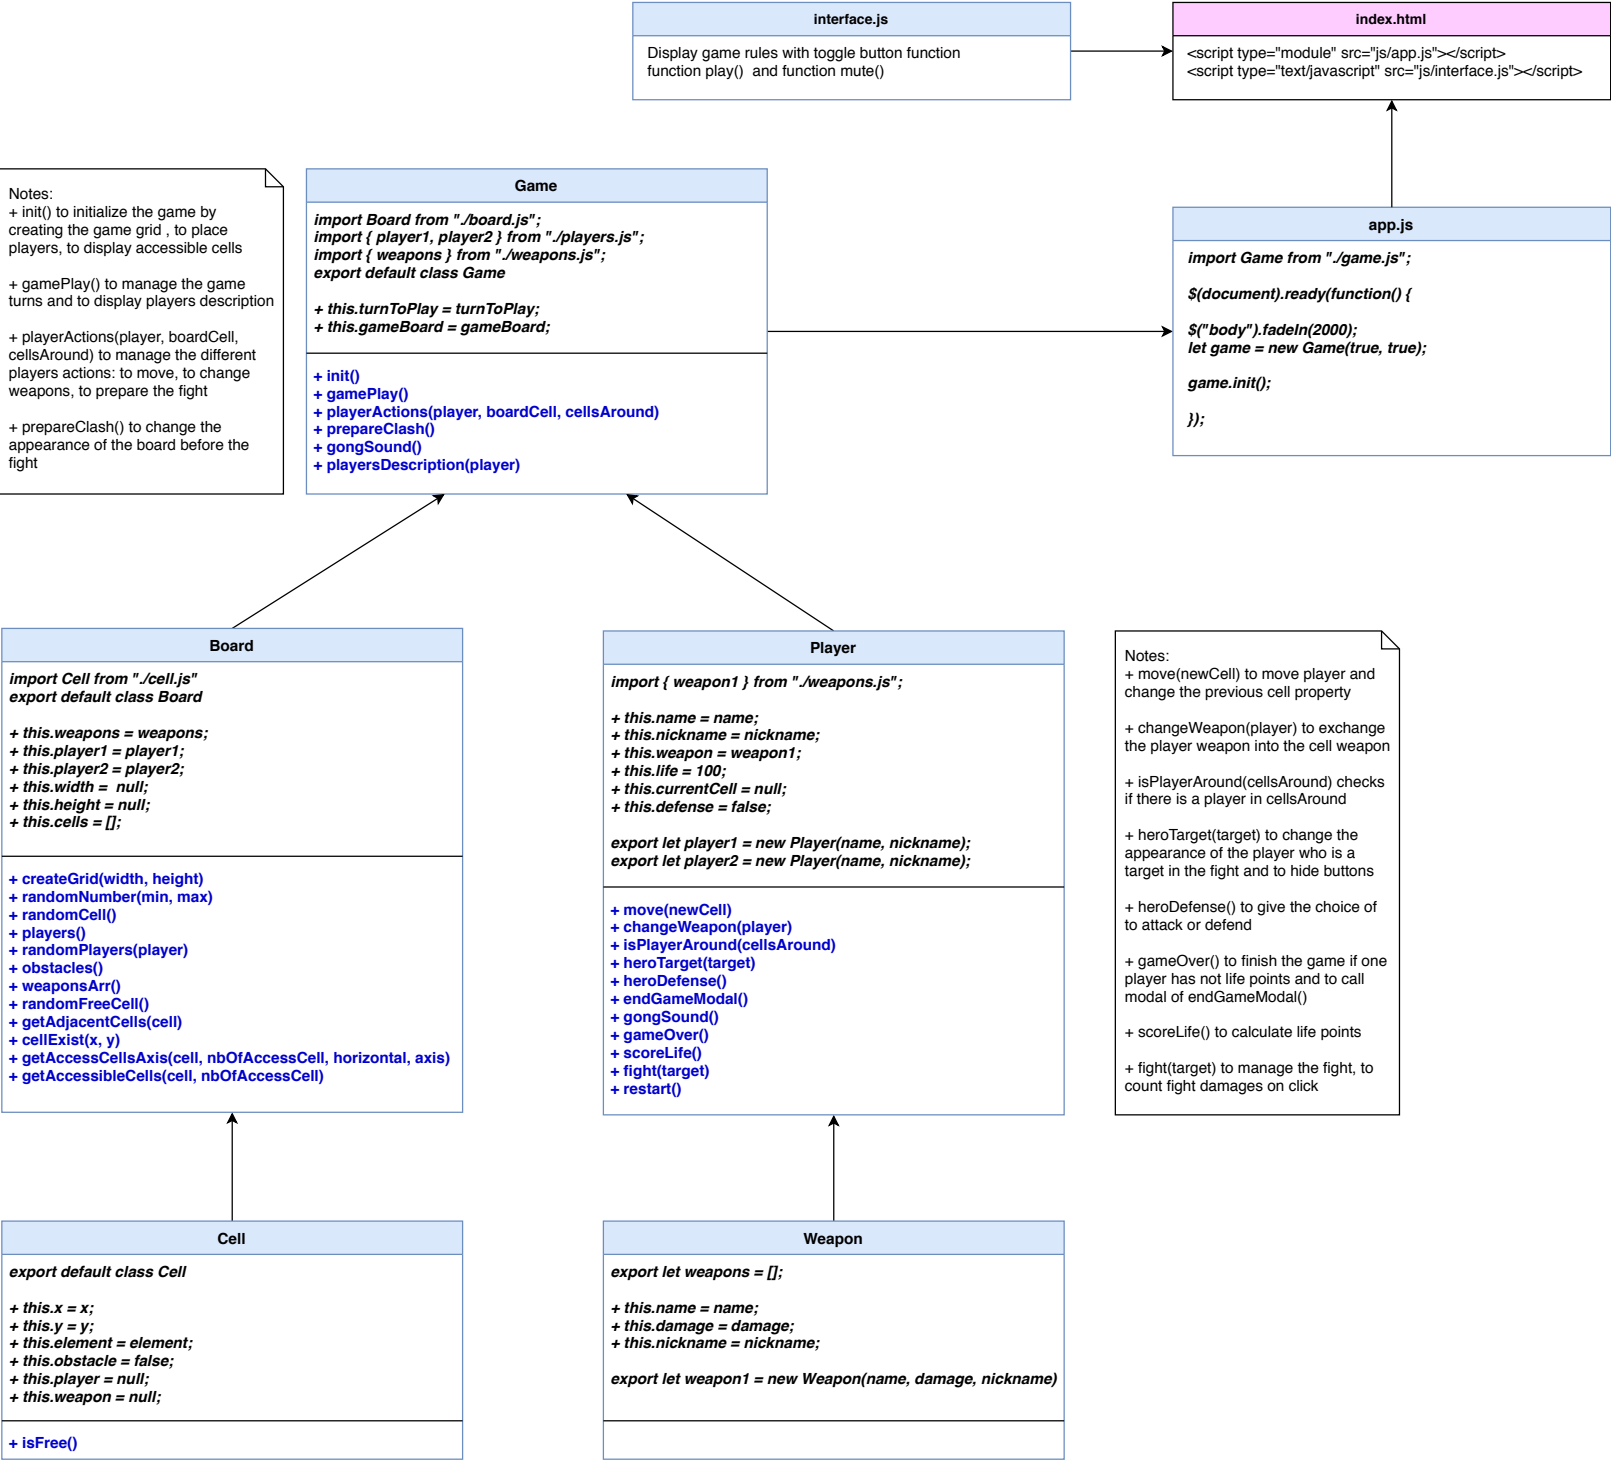 interface.js
Display game rules with toggle button function
function play()  and function mute()
index.html
<script type="module" src="js/app.js"></script>
<script type="text/javascript" src="js/interface.js"></script>
Notes:
+ init() to initialize the game by
creating the game grid , to place
players, to display accessible cells
+ gamePlay() to manage the game
turns and to display players description
+ playerActions(player, boardCell,
cellsAround) to manage the different
players actions: to move, to change
weapons, to prepare the fight
+ prepareClash() to change the
appearance of the board before the
fight
Game
import Board from "./board.js";
import { player1, player2 } from "./players.js";
import { weapons } from "./weapons.js";
export default class Game
+ this.turnToPlay = turnToPlay;
+ this.gameBoard = gameBoard;
+ init()
+ gamePlay()
+ playerActions(player, boardCell, cellsAround)
+ prepareClash()
+ gongSound()
+ playersDescription(player)
app.js
import Game from "./game.js";
$(document).ready(function() {
$("body").fadeIn(2000);
let game = new Game(true, true);
game.init();
});
Board
import Cell from "./cell.js"
export default class Board
+ this.weapons = weapons;
+ this.player1 = player1;
+ this.player2 = player2;
+ this.width =  null;
+ this.height = null;
+ this.cells = [];
+ createGrid(width, height)
+ randomNumber(min, max)
+ randomCell()
+ players()
+ randomPlayers(player)
+ obstacles()
+ weaponsArr()
+ randomFreeCell()
+ getAdjacentCells(cell)
+ cellExist(x, y)
+ getAccessCellsAxis(cell, nbOfAccessCell, horizontal, axis)
+ getAccessibleCells(cell, nbOfAccessCell)
Player
import { weapon1 } from "./weapons.js";
+ this.name = name;
+ this.nickname = nickname;
+ this.weapon = weapon1;
+ this.life = 100;
+ this.currentCell = null;
+ this.defense = false;
export let player1 = new Player(name, nickname);
export let player2 = new Player(name, nickname);
+ move(newCell)
+ changeWeapon(player)
+ isPlayerAround(cellsAround)
+ heroTarget(target)
+ heroDefense()
+ endGameModal()
+ gongSound()
+ gameOver()
+ scoreLife()
+ fight(target)
+ restart()
Notes:
+ move(newCell) to move player and
change the previous cell property
+ changeWeapon(player) to exchange
the player weapon into the cell weapon
+ isPlayerAround(cellsAround) checks
if there is a player in cellsAround
+ heroTarget(target) to change the
appearance of the player who is a
target in the fight and to hide buttons
+ heroDefense() to give the choice of
to attack or defend
+ gameOver() to finish the game if one
player has not life points and to call
modal of endGameModal()
+ scoreLife() to calculate life points
+ fight(target) to manage the fight, to
count fight damages on click
Cell
export default class Cell
+ this.x = x;
+ this.y = y;
+ this.element = element;
+ this.obstacle = false;
+ this.player = null;
+ this.weapon = null;
+ isFree()
Weapon
export let weapons = [];
+ this.name = name;
+ this.damage = damage;
+ this.nickname = nickname;
export let weapon1 = new Weapon(name, damage, nickname)